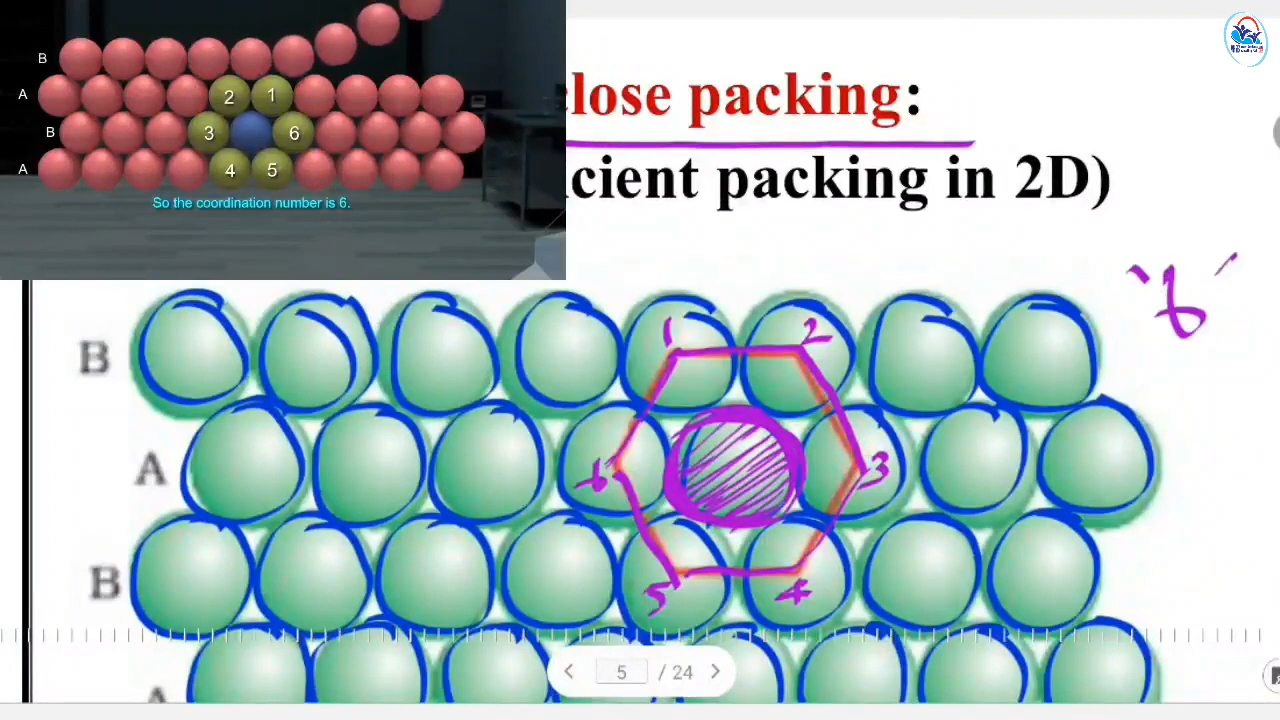 B
A
2 1
B
3 6
A
4 5
So the coordination number is 6.
lose packing:
cient packing in 2D)
6
B
1 2
A
6 3
B
5 4
A
5 / 24